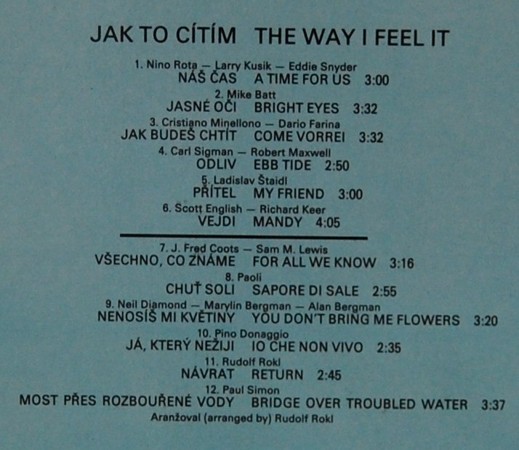 JAK TO CÍTÍM THE WAY I FEEL IT
1. Nino Rota — Larry Kusik — Eddie Snyder
NÁŠ ČAS A TIME FOR US 3:00
2. Mike Batt
JASNÉ OČI BRIGHT EYES 3:32
3. Cristiano Minellono — Dario Farina
JAK BUDEŠ CHTÍT COME VORREI 3:32
4. Carl Sigman — Robert Maxwell
ODLIV EBB TIDE 2:50
5. Ladislav Štaidl
PŘÍTEL MY FRIEND 3:00
6. Scott English — Richard Keer
VEJDI MANDY 4:05
7. J. Fred Coots — Sam M. Lewis
VŠECHNO, CO ZNÁME FOR ALL WE KNOW 3:16
8. Paoli
CHUŤ SOLI SAPORE DI SALE 2:55
9. Neil Diamond — Marylin Bergman — Alan Bergman
NENOSÍŠ MI KVĚTINY YOU DON'T BRING ME FLOWERS 3:20
10. Pino Donaggio
JÁ, KTERÝ NEŽIJI IO CHE NON VIVO 2:35
11. Rudolf Rokl
NÁVRAT RETURN 2:45
12. Paul Simon
MOST PŘES ROZBOUŘENÉ VODY BRIDGE OVER TROUBLED WATER 3:37
Aranžoval (arranged by) Rudolf Rokl